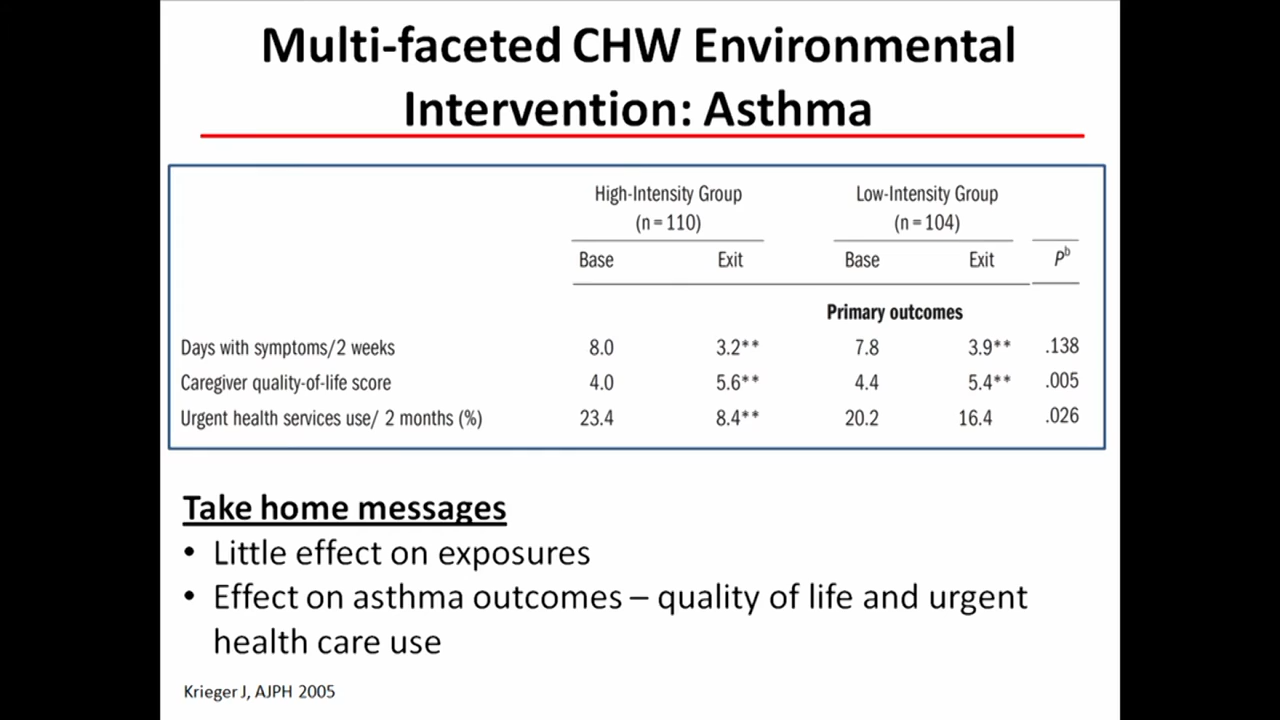 Multi-faceted CHW Environmental
Intervention: Asthma
High-Intensity Group Low-Intensity Group
(n=110) (n=104)
Base Exit Base Exit Pb
Primary outcomes
Days with symptoms/2 weeks 8.0 3.2** 7.8 3.9** .138
Caregiver quality-of-life score 4.0 5.6** 4.4 5.4** .005
Urgent health services use/ 2 months (%) 23.4 8.4** 20.2 16.4 .026
Take home messages
• Little effect on exposures
• Effect on asthma outcomes – quality of life and urgent
health care use
Krieger J, AJPH 2005